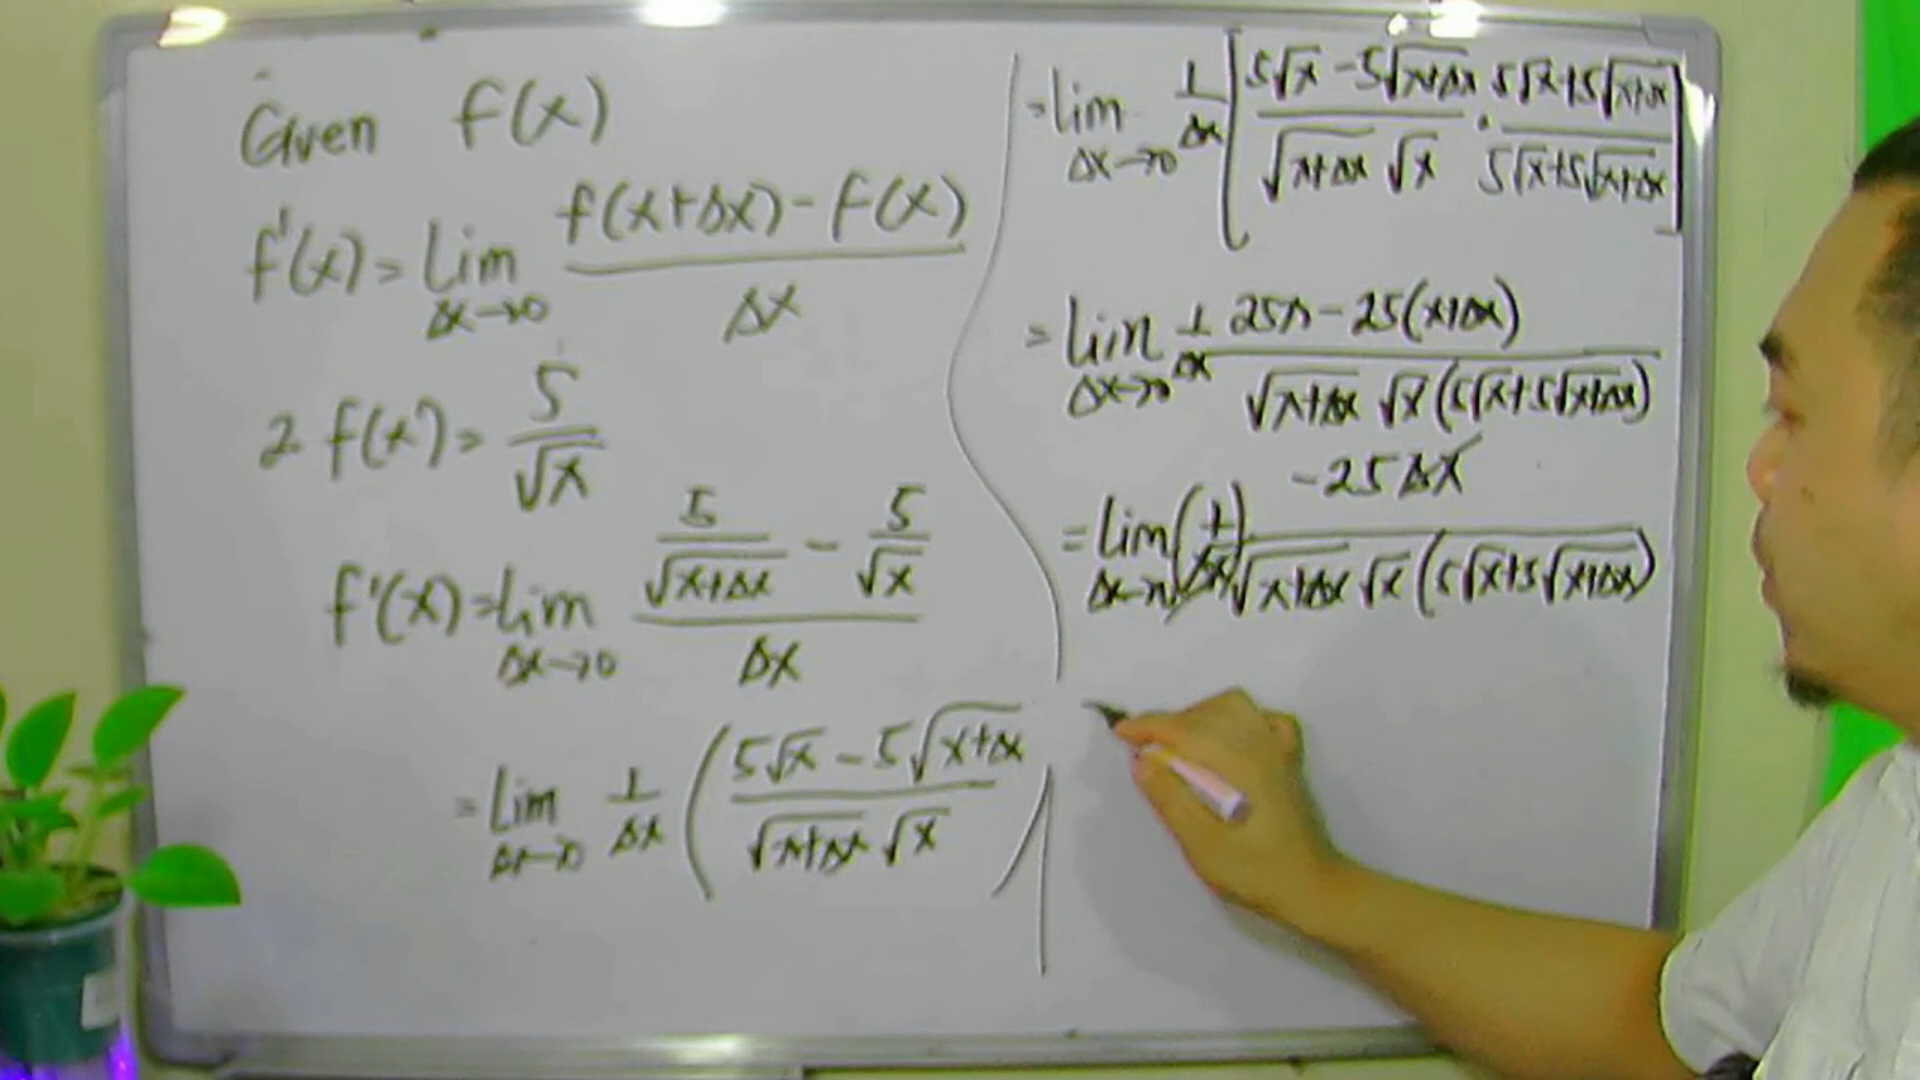 Given f(x)
f'(x) = lim Δx→0 (f(x+Δx) - f(x))/Δx
2 f(x) = 5/√x
f'(x) = lim Δx→0 (5/√(x+Δx) - 5/√x)/Δx
= lim Δx→0 1/Δx ((5√x - 5√(x+Δx))/(√(x+Δx) √x))
= lim Δx→0 1/Δx [(5√x - 5√(x+Δx))/(√(x+Δx) √x) · (5√x+5√(x+Δx))/(5√x+5√(x+Δx))]
= lim Δx→0 1/Δx (25x - 25(x+Δx))/(√(x+Δx) √x (5√x+5√(x+Δx)))
= lim Δx→0 (1/Δx) (-25Δx)/(√(x+Δx) √x (5√x+5√(x+Δx)))